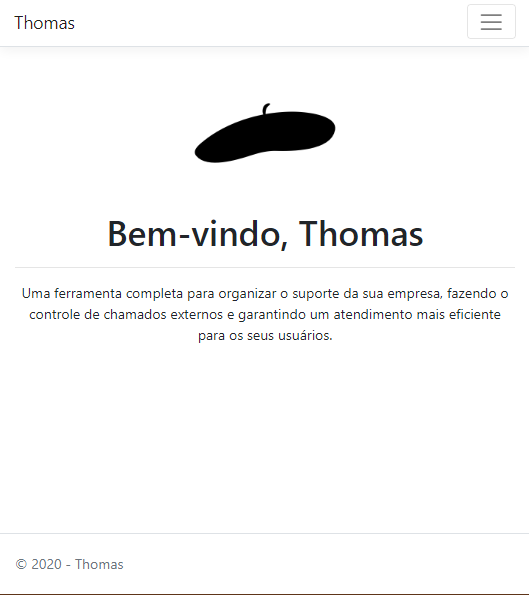 Thomas
Bem-vindo, Thomas
Uma ferramenta completa para organizar o suporte da sua empresa, fazendo o
controle de chamados externos e garantindo um atendimento mais eficiente
para os seus usuários.
© 2020 - Thomas